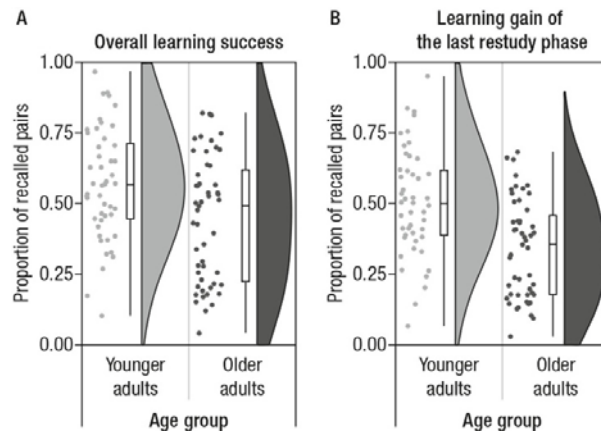 A
Overall learning success
Proportion of recalled pairs
1.00
0.75
0.50
0.25
0.00
Younger adults
Older adults
Age group
B
Learning gain of
the last restudy phase
Proportion of recalled pairs
1.00
0.75
0.50
0.25
0.00
Younger adults
Older adults
Age group